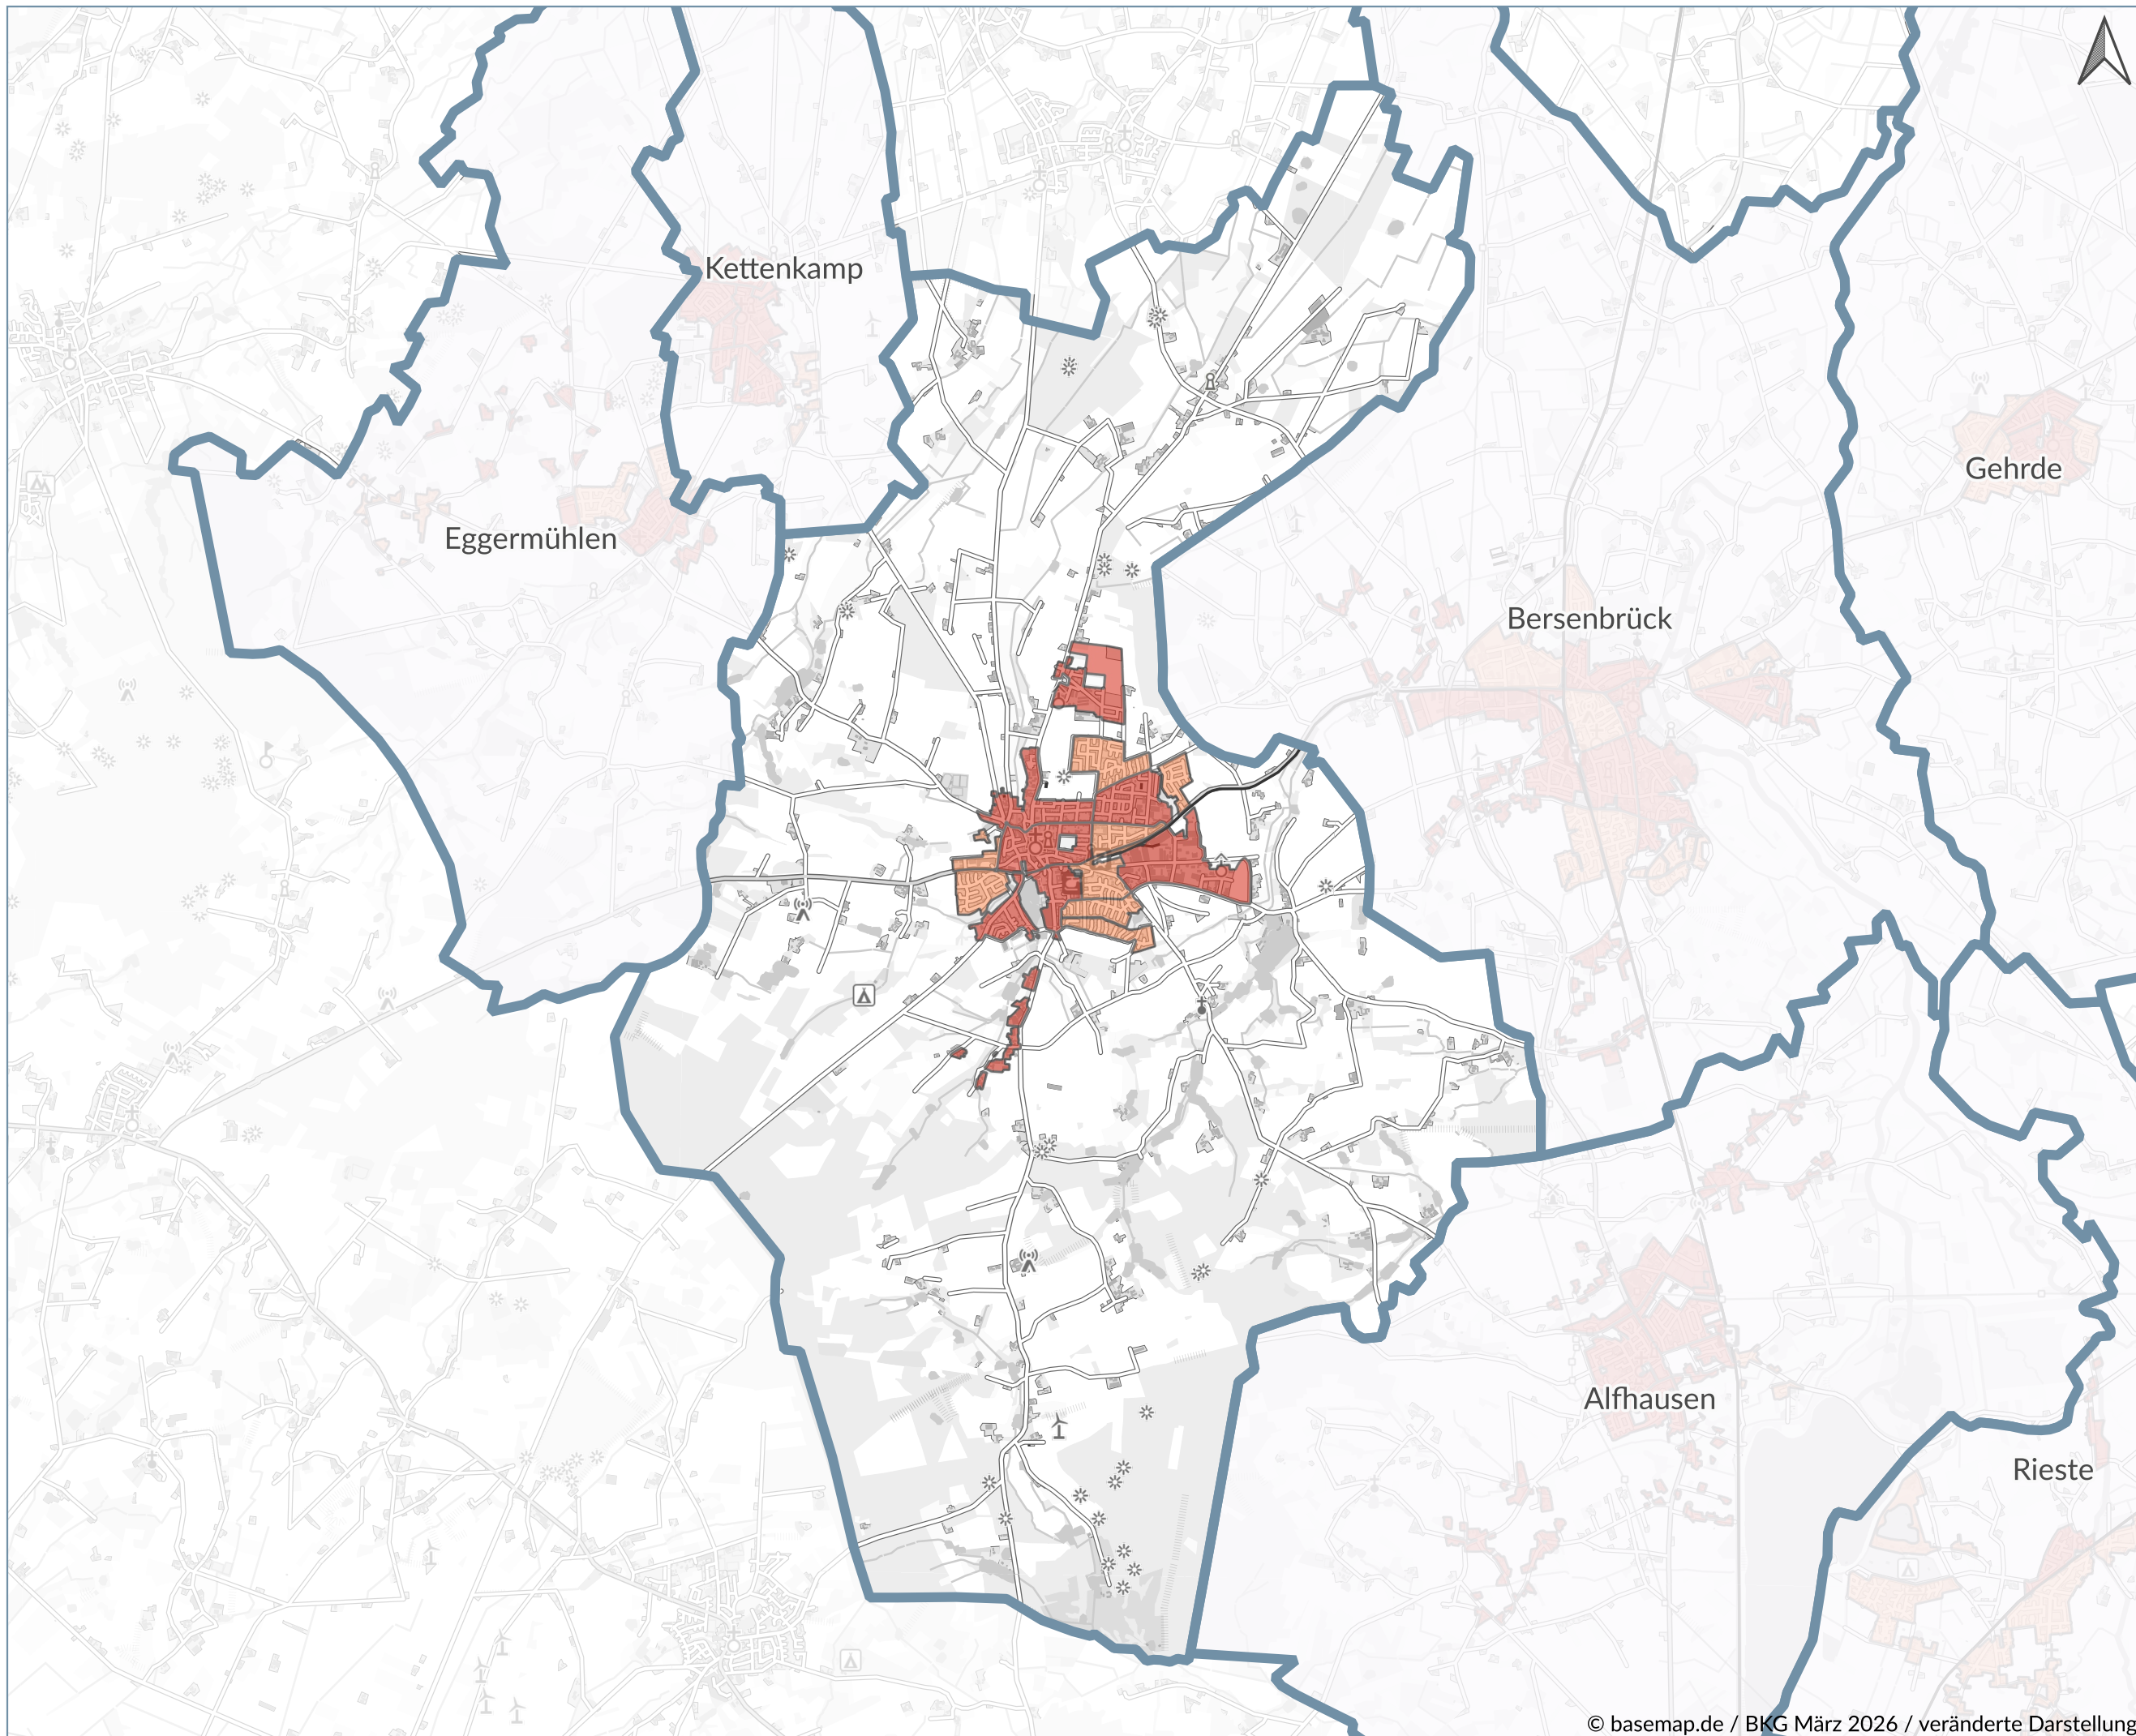 Kettenkamp
Gehrde
Eggermühlen
Bersenbrück
Alfhausen
Rieste
© basemap.de / BKG März 2026 / veränderte Darstellung